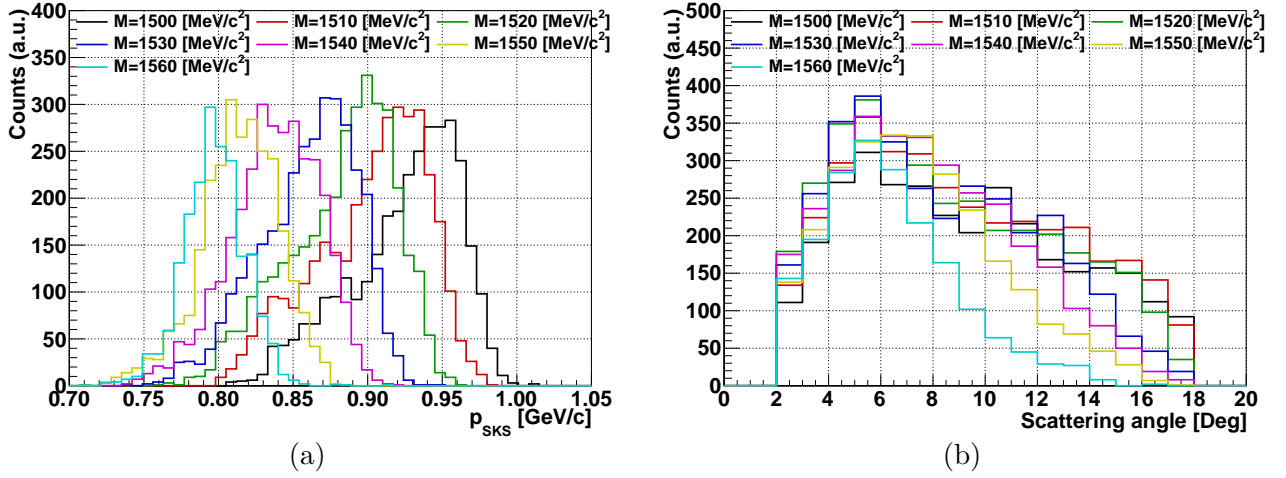 M=1500 [MeV/c²] M=1510 [MeV/c²] M=1520 [MeV/c²]
M=1530 [MeV/c²] M=1540 [MeV/c²] M=1550 [MeV/c²]
M=1560 [MeV/c²]
Counts (a.u.)
400
350
300
250
200
150
100
50
0
0.70 0.75 0.80 0.85 0.90 0.95 1.00 1.05
p_SKS [GeV/c]
(a)
M=1500 [MeV/c²] M=1510 [MeV/c²] M=1520 [MeV/c²]
M=1530 [MeV/c²] M=1540 [MeV/c²] M=1550 [MeV/c²]
M=1560 [MeV/c²]
Counts (a.u.)
500
450
400
350
300
250
200
150
100
50
0
0 2 4 6 8 10 12 14 16 18 20
Scattering angle [Deg]
(b)